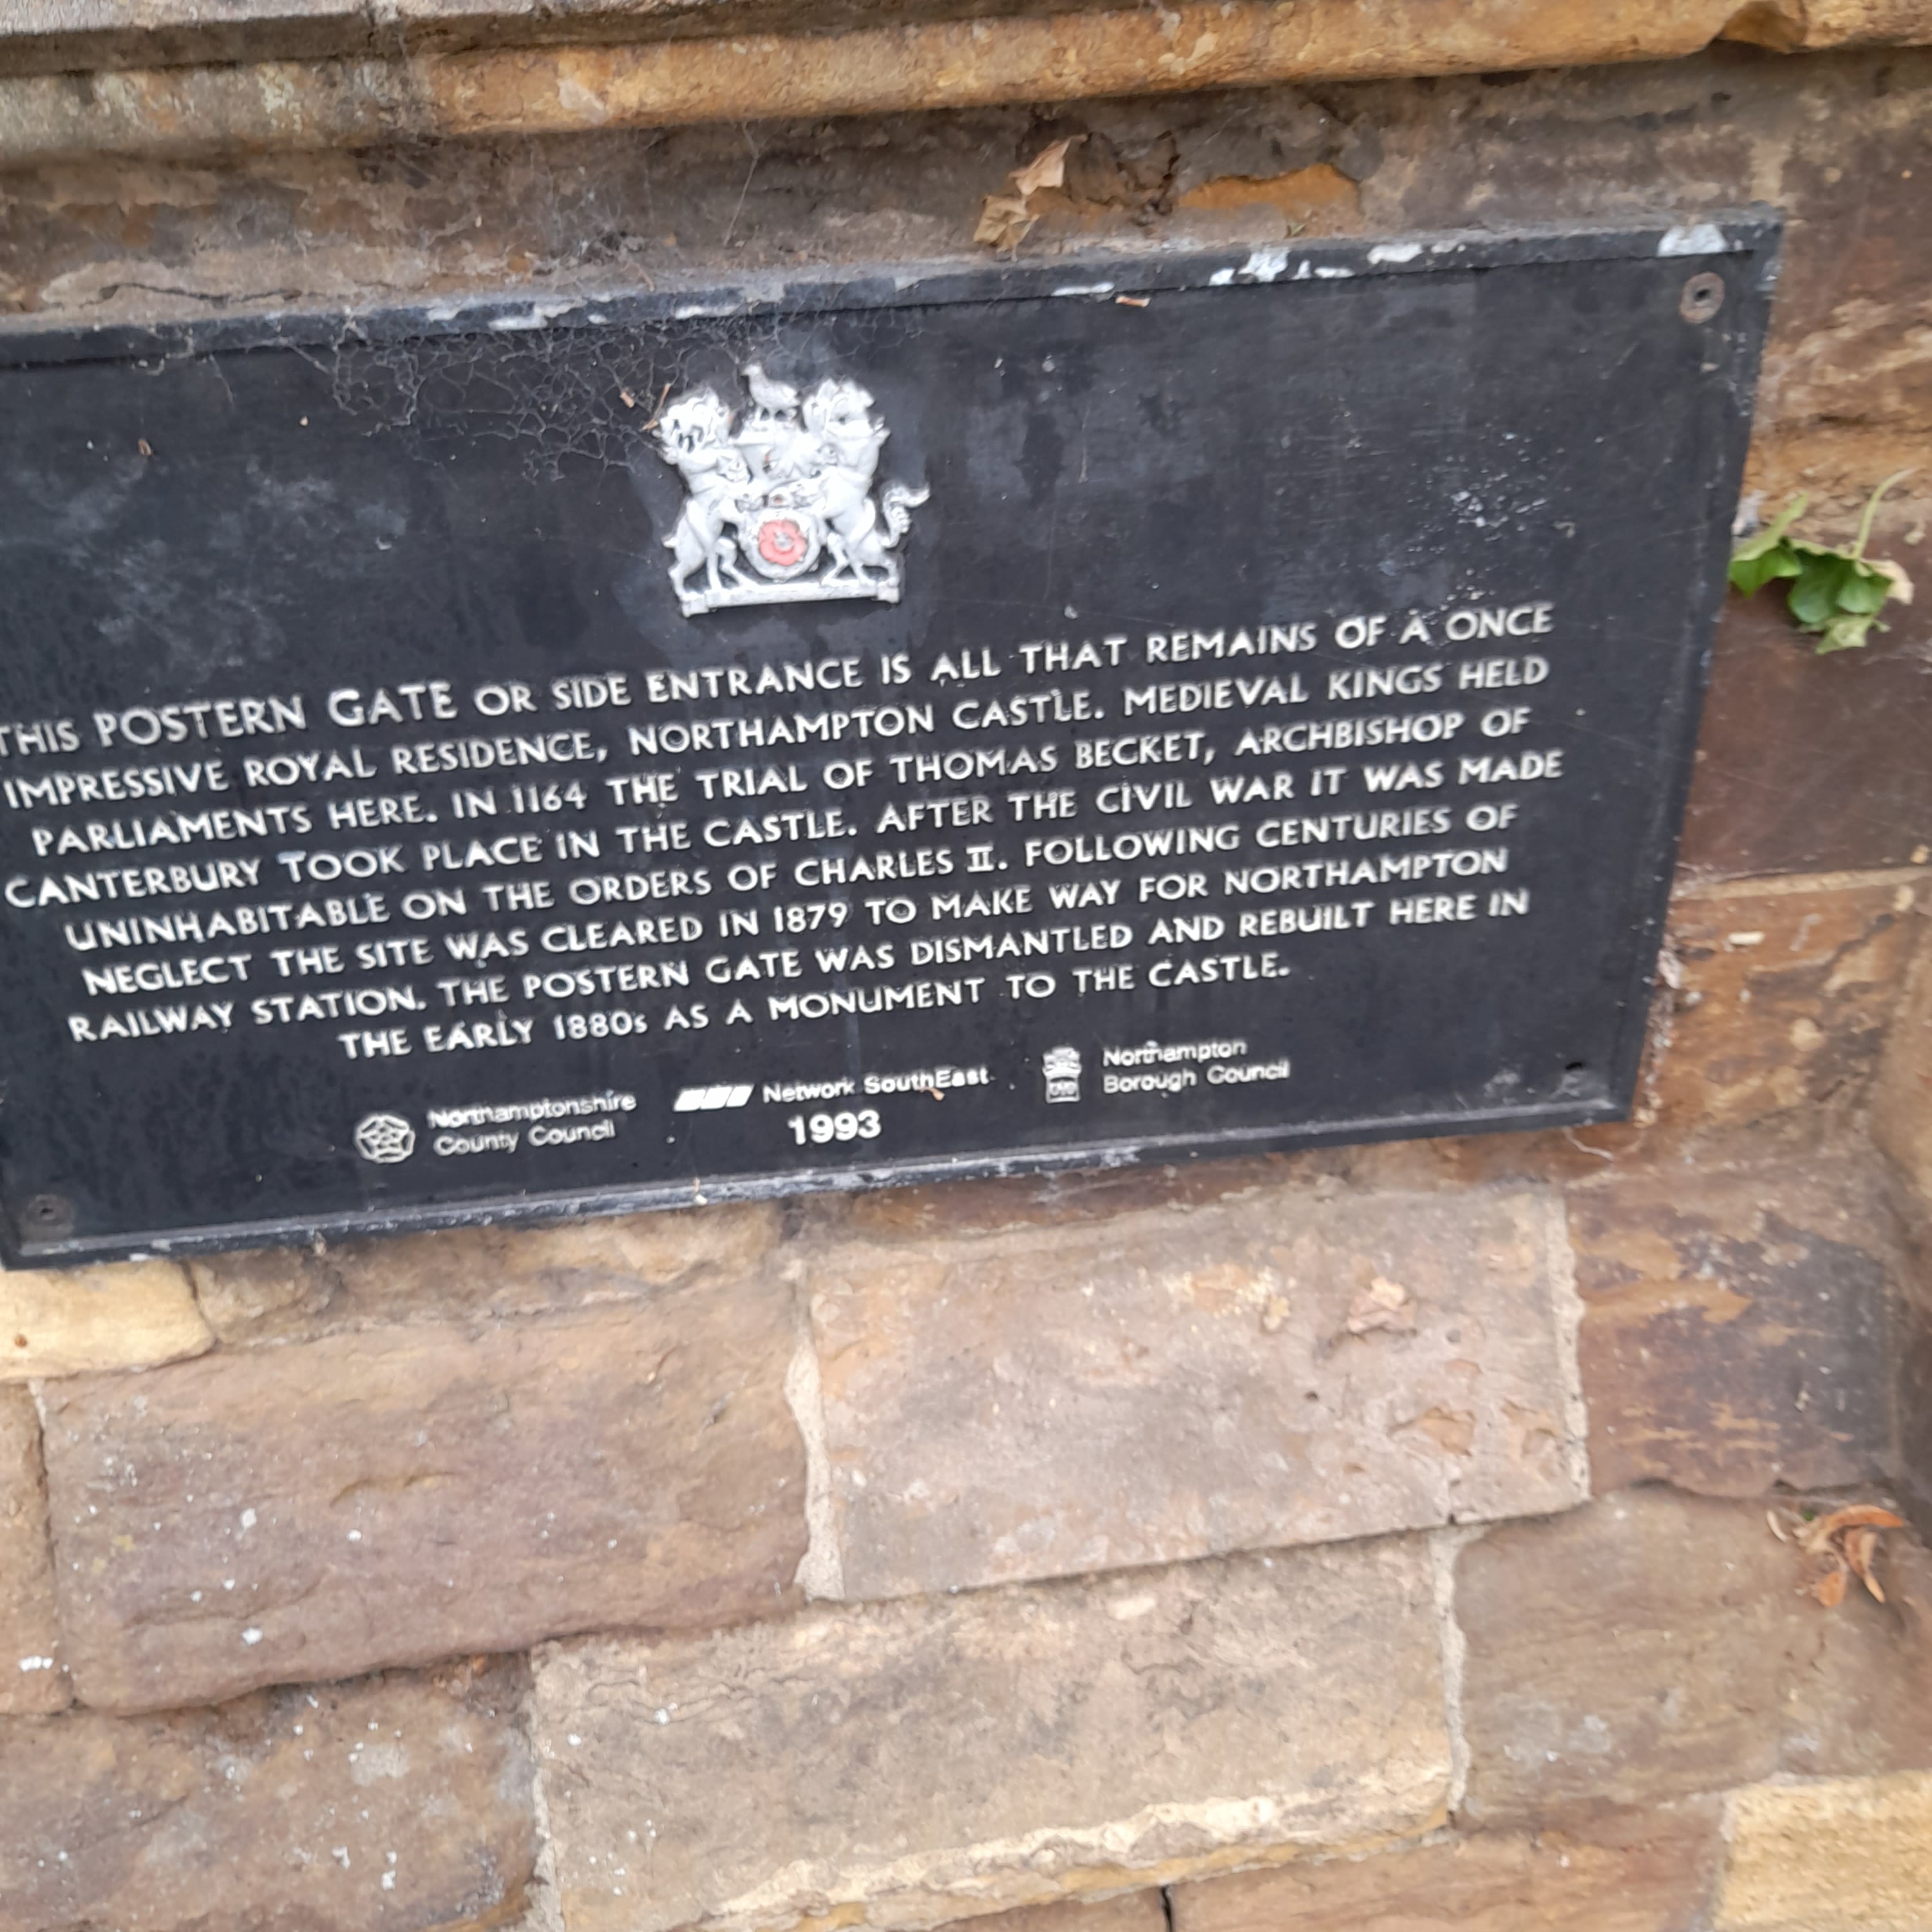 THIS POSTERN GATE OR SIDE ENTRANCE IS ALL THAT REMAINS OF A ONCE
IMPRESSIVE ROYAL RESIDENCE, NORTHAMPTON CASTLE. MEDIEVAL KINGS HELD
PARLIAMENTS HERE. IN 1164 THE TRIAL OF THOMAS BECKET, ARCHBISHOP OF
CANTERBURY TOOK PLACE IN THE CASTLE. AFTER THE CIVIL WAR IT WAS MADE
UNINHABITABLE ON THE ORDERS OF CHARLES II. FOLLOWING CENTURIES OF
NEGLECT THE SITE WAS CLEARED IN 1879 TO MAKE WAY FOR NORTHAMPTON
RAILWAY STATION. THE POSTERN GATE WAS DISMANTLED AND REBUILT HERE IN
THE EARLY 1880s AS A MONUMENT TO THE CASTLE.
Northamptonshire
County Council
Network SouthEast
1993
Northampton
Borough Council